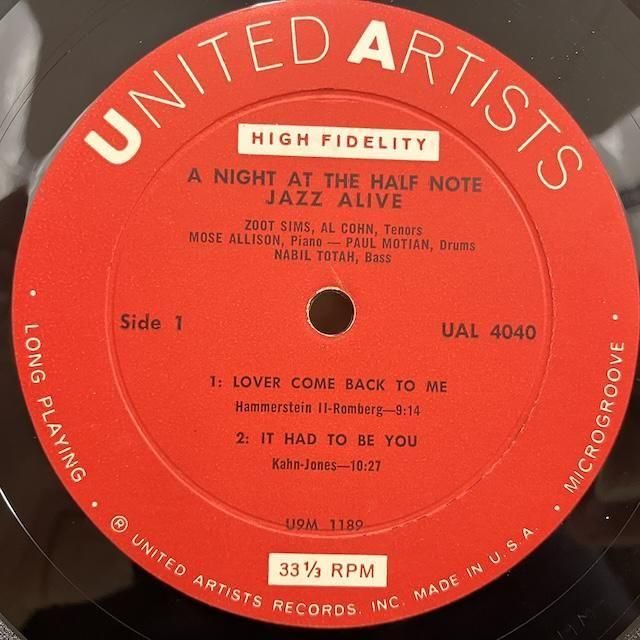 UNITED ARTISTS
HIGH FIDELITY
A NIGHT AT THE HALF NOTE
JAZZ ALIVE
ZOOT SIMS, AL COHN, Tenors
MOSE ALLISON, Piano — PAUL MOTIAN, Drums
NABIL TOTAH, Bass
Side 1
UAL 4040
1: LOVER COME BACK TO ME
Hammerstein II-Romberg—9:14
2: IT HAD TO BE YOU
Kahn-Jones—10:27
U9M 1189
33 1/3 RPM
• LONG PLAYING •
® UNITED ARTISTS RECORDS, INC. MADE IN U.S.A.
• MICROGROOVE •